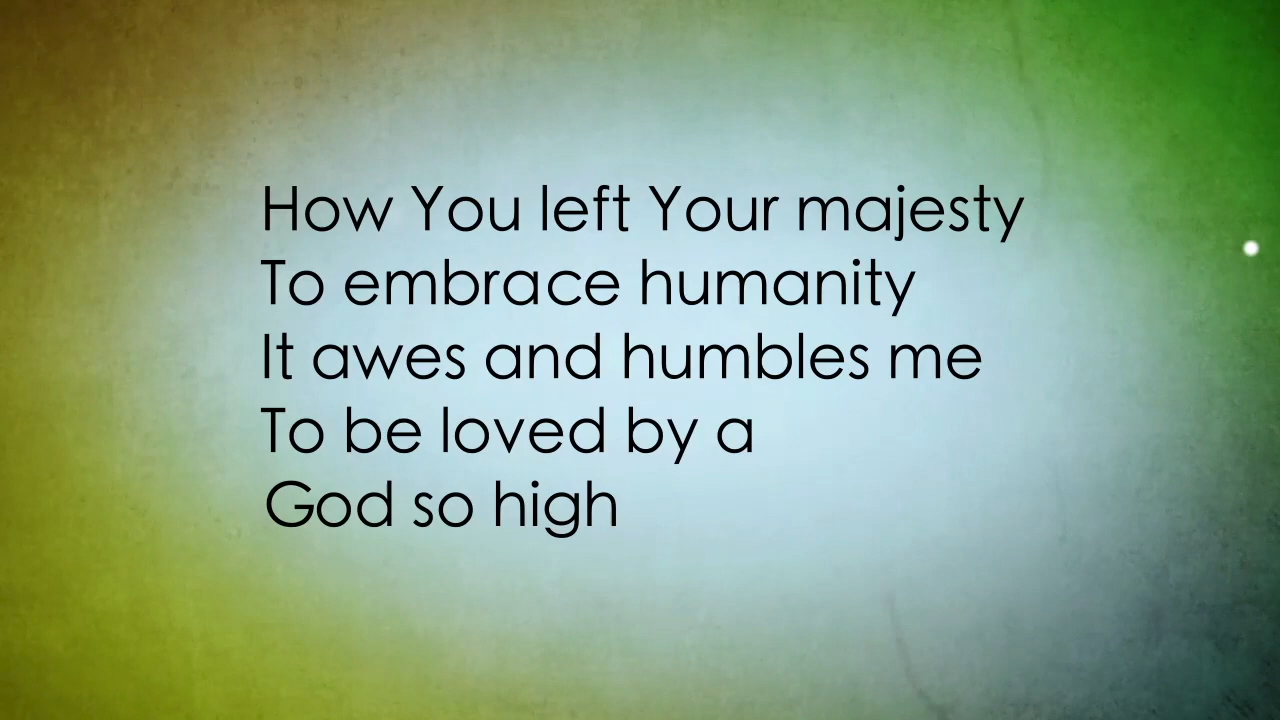 How You left Your majesty
To embrace humanity
It awes and humbles me
To be loved by a
God so high